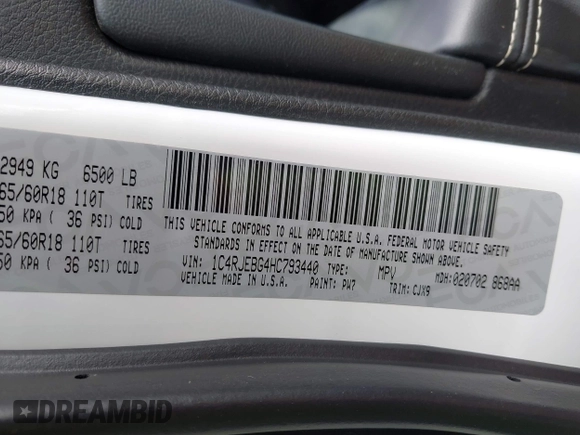 2949 KG 6500 LB
65/60R18 110T TIRES
50 KPA ( 36 PSI) COLD
65/60R18 110T TIRES
50 KPA ( 36 PSI) COLD
THIS VEHICLE CONFORMS TO ALL APPLICABLE U.S.A. FEDERAL MOTOR VEHICLE SAFETY
STANDARDS IN EFFECT ON THE DATE OF MANUFACTURE SHOWN ABOVE.
VIN: 1C4RJEBG4HC793440 TYPE: MPV MDH: 020702 868AA
VEHICLE MADE IN U.S.A. PAINT: PW7 TRIM: CJX9
DREAMBID